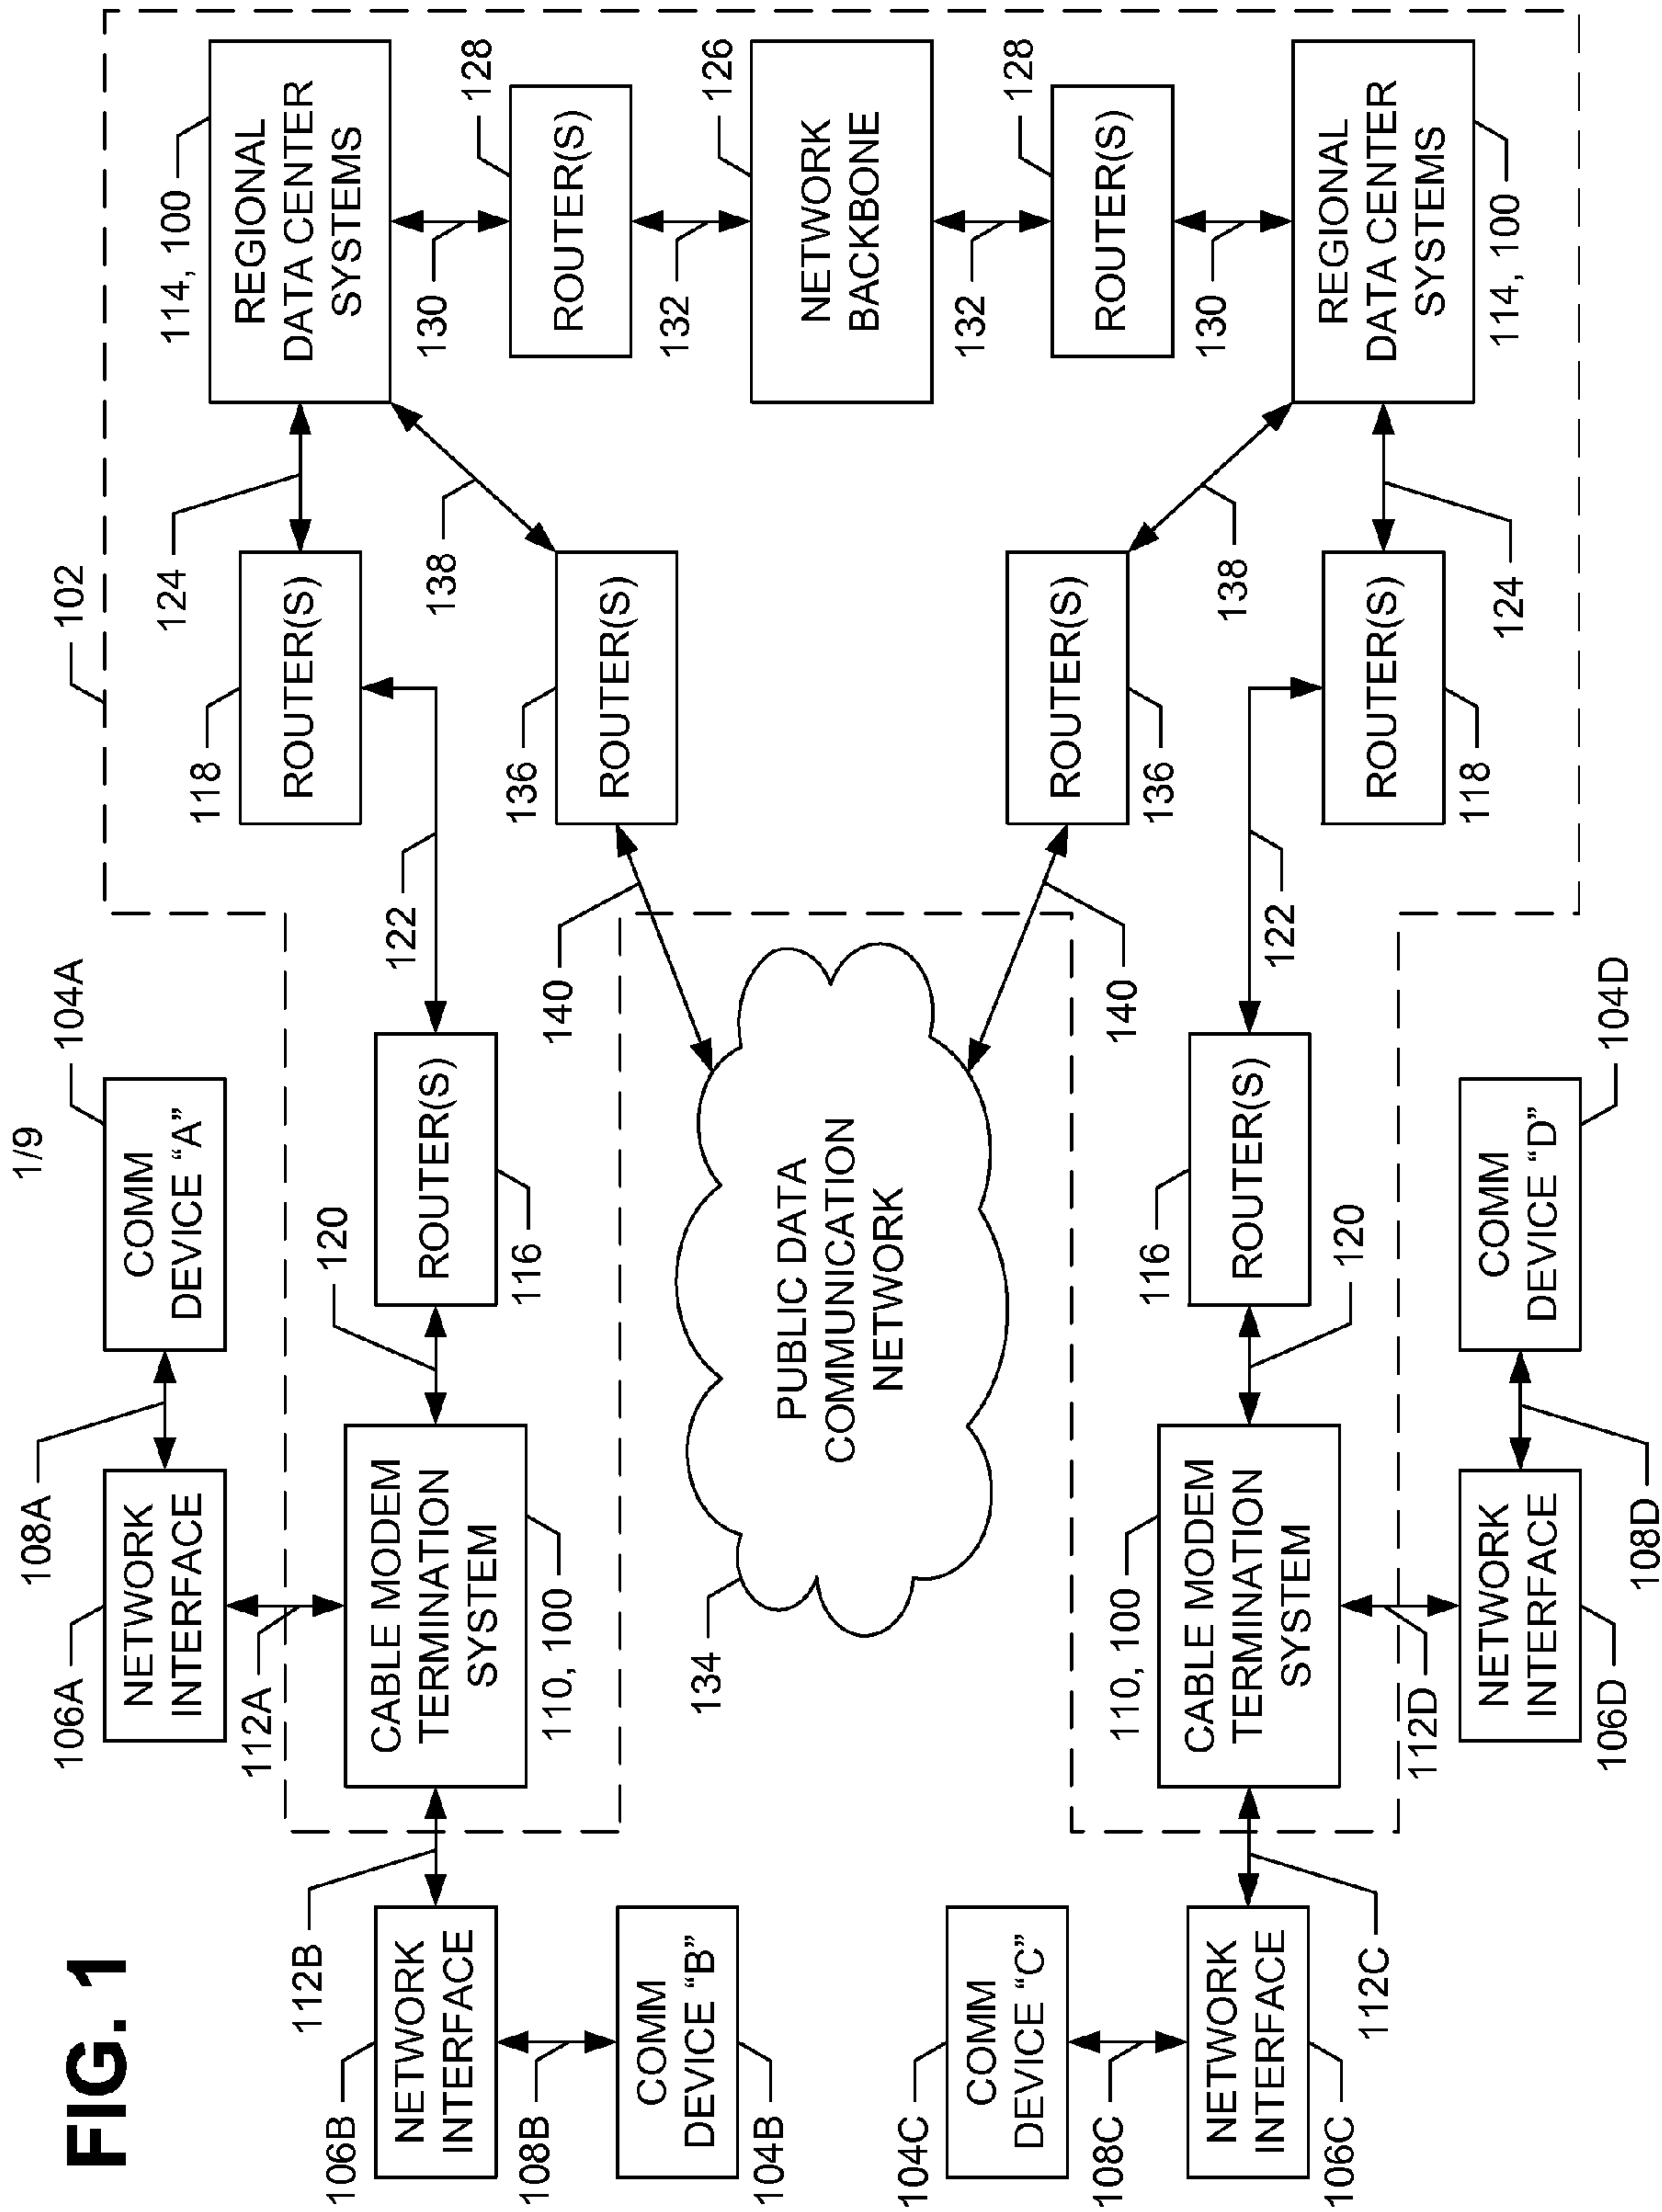 1/9
FIG. 1
108A
104A
106A
NETWORK
INTERFACE
COMM
DEVICE "A"
102
112A
112B
106B
NETWORK
INTERFACE
CABLE MODEM
TERMINATION
SYSTEM
110, 100
120
ROUTER(S)
116
122
118
ROUTER(S)
124
114, 100
REGIONAL
DATA CENTER
SYSTEMS
108B
COMM
DEVICE "B"
104B
140
136
ROUTER(S)
138
130
128
ROUTER(S)
132
134
PUBLIC DATA
COMMUNICATION
NETWORK
126
NETWORK
BACKBONE
104C
COMM
DEVICE "C"
108C
140
136
ROUTER(S)
138
132
128
ROUTER(S)
130
NETWORK
INTERFACE
106C
112C
110, 100
CABLE MODEM
TERMINATION
SYSTEM
120
116
ROUTER(S)
122
ROUTER(S)
118
124
REGIONAL
DATA CENTER
SYSTEMS
114, 100
112D
NETWORK
INTERFACE
106D
108D
COMM
DEVICE "D"
104D